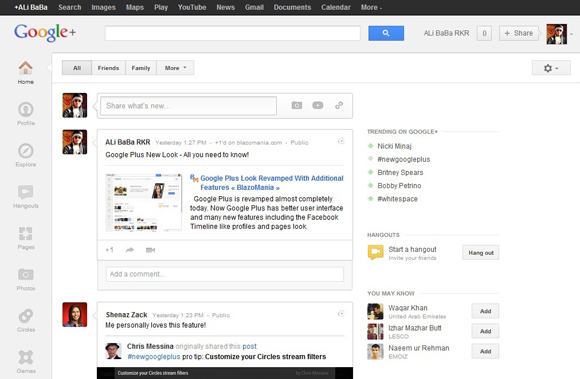 +ALi BaBa Search Images Maps Play YouTube News Gmail Documents Calendar More
Google+
ALi BaBa RKR 0 + Share
All Friends Family More
Home
Profile
Explore
Hangouts
Pages
Photos
Circles
Games
Share what's new...
ALi BaBa RKR Yesterday 1:27 PM - +1'd on blazomania.com - Public
Google Plus New Look - All you need to know!
Google Plus Look Revamped With Additional
Features « BlazoMania »
Google Plus is revamped almost completely
today. Now Google Plus has better user interface
and many new features including the Facebook
Timeline like profiles and pages look.
+1
Add a comment...
Shenaz Zack Yesterday 1:23 PM - Public
Me personally loves this feature!
Chris Messina originally shared this post
#newgoogleplus pro tip: Customize your Circles stream filters
Customize your Circles stream filters by Chris Messina
TRENDING ON GOOGLE+
Nicki Minaj
#newgoogleplus
Britney Spears
Bobby Petrino
#whitespace
HANGOUTS
Start a hangout
Invite your friends
Hang out
YOU MAY KNOW
Waqar Khan
United Arab Emirates
Add
Izhar Mazhar Butt
LESCO
Add
Naeem ur Rehman
EMOIZ
Add